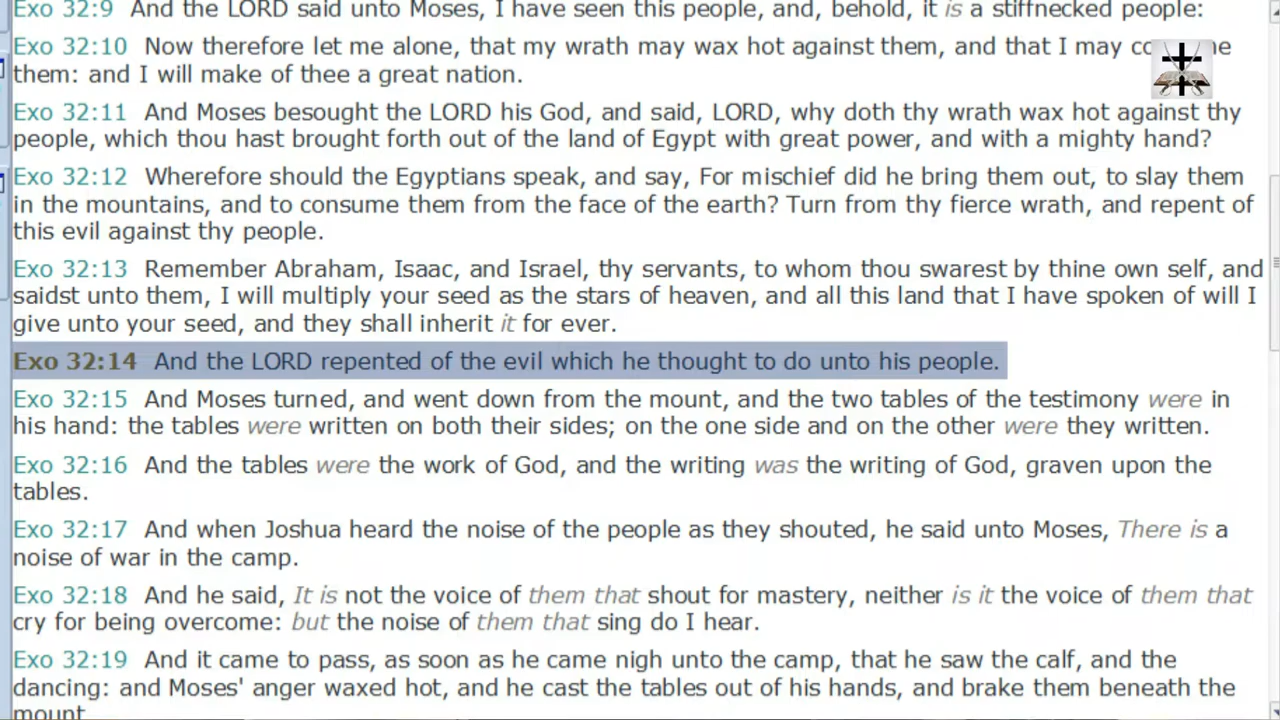 Exo 32:9 And the LORD said unto Moses, I have seen this people, and, behold, it is a stiffnecked people:
Exo 32:10 Now therefore let me alone, that my wrath may wax hot against them, and that I may
them: and I will make of thee a great nation.
Exo 32:11 And Moses besought the LORD his God, and said, LORD, why doth thy wrath wax hot against thy
people, which thou hast brought forth out of the land of Egypt with great power, and with a mighty hand?
Exo 32:12 Wherefore should the Egyptians speak, and say, For mischief did he bring them out, to slay them
in the mountains, and to consume them from the face of the earth? Turn from thy fierce wrath, and repent of
this evil against thy people.
Exo 32:13 Remember Abraham, Isaac, and Israel, thy servants, to whom thou swarest by thine own self, and
saidst unto them, I will multiply your seed as the stars of heaven, and all this land that I have spoken of will I
give unto your seed, and they shall inherit it for ever.
Exo 32:14 And the LORD repented of the evil which he thought to do unto his people.
Exo 32:15 And Moses turned, and went down from the mount, and the two tables of the testimony were in
his hand: the tables were written on both their sides; on the one side and on the other were they written.
Exo 32:16 And the tables were the work of God, and the writing was the writing of God, graven upon the
tables.
Exo 32:17 And when Joshua heard the noise of the people as they shouted, he said unto Moses, There is a
noise of war in the camp.
Exo 32:18 And he said, It is not the voice of them that shout for mastery, neither is it the voice of them that
cry for being overcome: but the noise of them that sing do I hear.
Exo 32:19 And it came to pass, as soon as he came nigh unto the camp, that he saw the calf, and the
dancing: and Moses' anger waxed hot, and he cast the tables out of his hands, and brake them beneath the
mount.